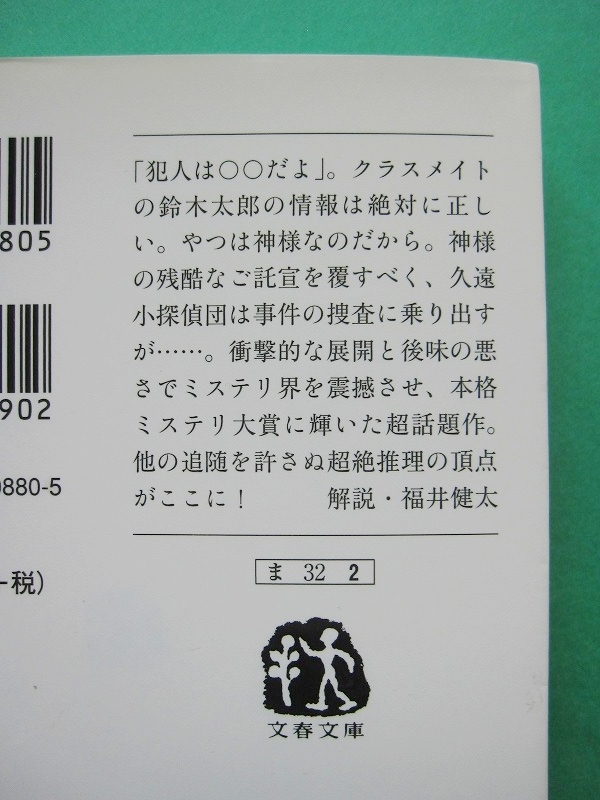 「犯人は○○だよ」。クラスメイト
の鈴木太郎の情報は絶対に正し
い。やつは神様なのだから。神様
の残酷なご託宣を覆すべく、久遠
小探偵団は事件の捜査に乗り出す
が……。衝撃的な展開と後味の悪
さでミステリ界を震撼させ、本格
ミステリ大賞に輝いた超話題作。
他の追随を許さぬ超絶推理の頂点
がここに! 解説・福井健太
805
902
0880-5
+税)
ま 32 2
文春文庫